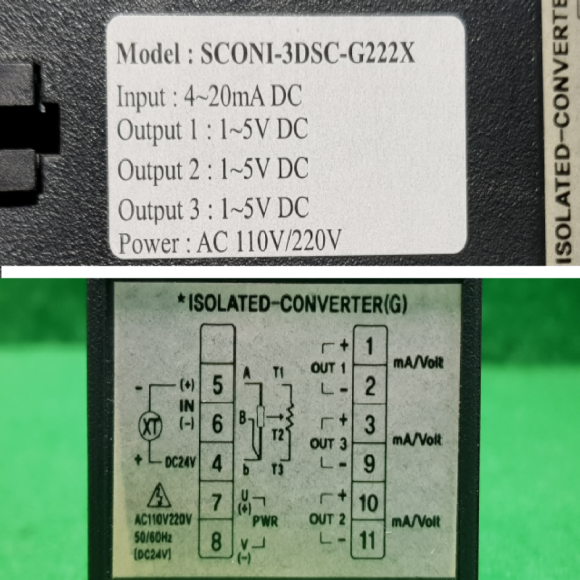 Model : SCONI-3DSC-G222X
Input : 4~20mA DC
Output 1 : 1~5V DC
Output 2 : 1~5V DC
Output 3 : 1~5V DC
Power : AC 110V/220V
ISOLATED-CONVERTE
*ISOLATED-CONVERTER(G)
- (+) 5 A T1
IN
(-) 6 B T2
XT
+ DC24V 4 b T3
AC110V220V
50/60Hz
(DC24V)
7 U (+)
PWR
8 V (-)
+ 1
OUT 1 mA/Volt
- 2
+ 3
OUT 3 mA/Volt
- 9
+ 10
OUT 2 mA/Volt
- 11